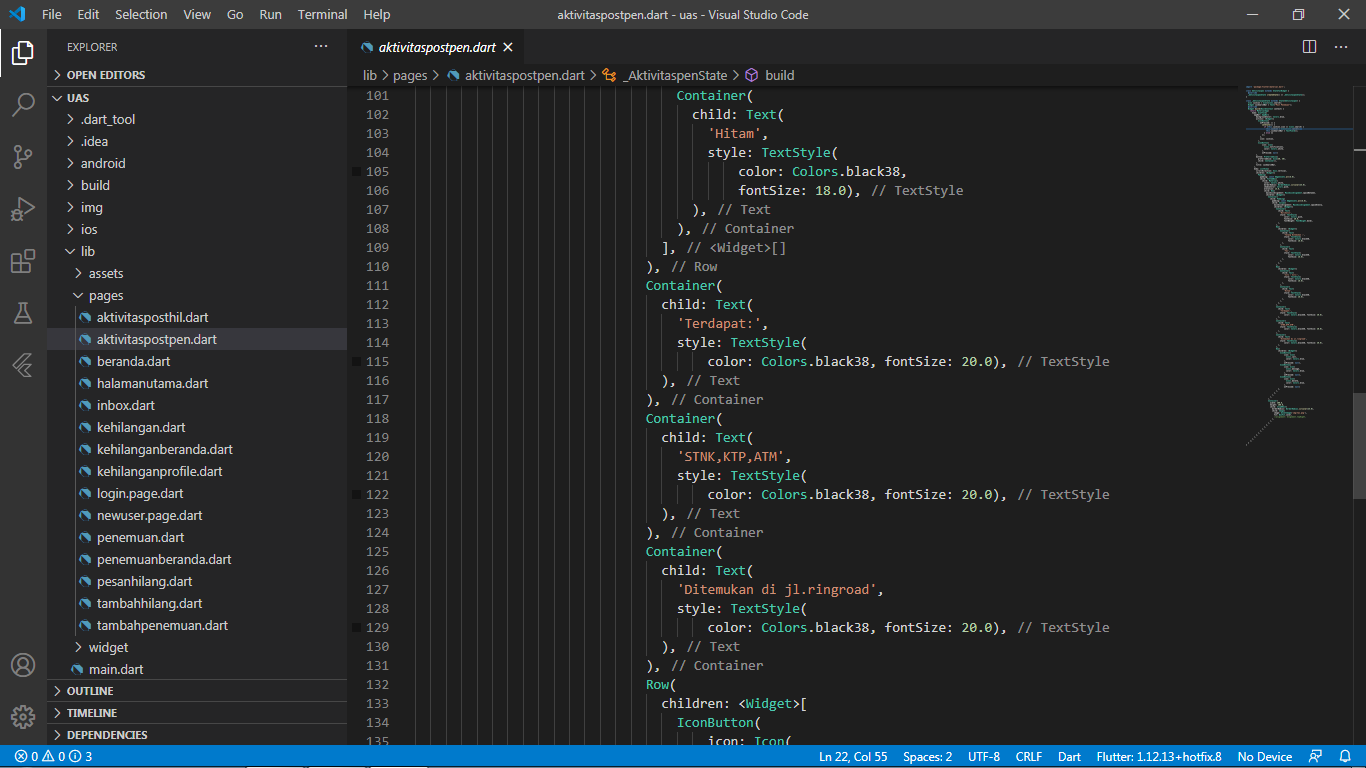 File Edit Selection View Go Run Terminal Help
aktivitaspostpen.dart - uas - Visual Studio Code
EXPLORER
OPEN EDITORS
UAS
.dart_tool
.idea
android
build
img
ios
lib
assets
pages
aktivitasposthil.dart
aktivitaspostpen.dart
beranda.dart
halamanutama.dart
inbox.dart
kehilangan.dart
kehilanganberanda.dart
kehilanganprofile.dart
login.page.dart
newuser.page.dart
penemuan.dart
penemuanberanda.dart
pesanhilang.dart
tambahhilang.dart
tambahpenemuan.dart
widget
main.dart
OUTLINE
TIMELINE
DEPENDENCIES
aktivitaspostpen.dart
lib > pages > aktivitaspostpen.dart > _AktivitaspenState > build
101 Container(
102 child: Text(
103 'Hitam',
104 style: TextStyle(
105 color: Colors.black38,
106 fontSize: 18.0), // TextStyle
107 ), // Text
108 ), // Container
109 ], // <Widget>[]
110 ), // Row
111 Container(
112 child: Text(
113 'Terdapat:',
114 style: TextStyle(
115 color: Colors.black38, fontSize: 20.0), // TextStyle
116 ), // Text
117 ), // Container
118 Container(
119 child: Text(
120 'STNK,KTP,ATM',
121 style: TextStyle(
122 color: Colors.black38, fontSize: 20.0), // TextStyle
123 ), // Text
124 ), // Container
125 Container(
126 child: Text(
127 'Ditemukan di jl.ringroad',
128 style: TextStyle(
129 color: Colors.black38, fontSize: 20.0), // TextStyle
130 ), // Text
131 ), // Container
132 Row(
133 children: <Widget>[
134 IconButton(
135 icon: Icon(
0 0 3
Ln 22, Col 55 Spaces: 2 UTF-8 CRLF Dart Flutter: 1.12.13+hotfix.8 No Device